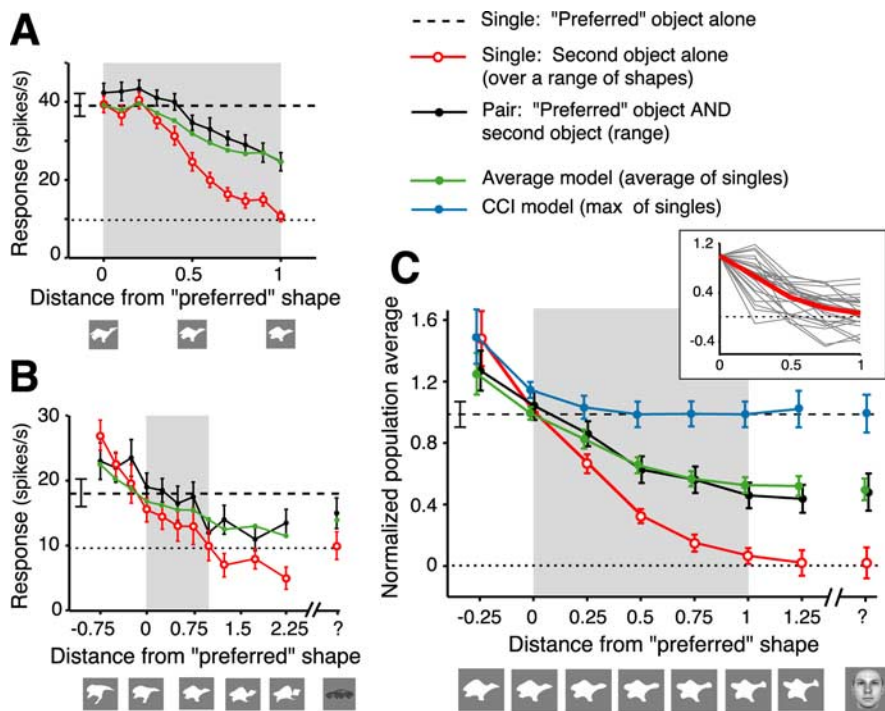 A
Response (spikes/s)
60
40
20
0
0 0.5 1
Distance from "preferred" shape
Single: "Preferred" object alone
Single: Second object alone
(over a range of shapes)
Pair: "Preferred" object AND
second object (range)
Average model (average of singles)
CCI model (max of singles)
B
Response (spikes/s)
30
20
10
0
-0.75 0 0.75 1.5 2.25 ?
Distance from "preferred" shape
C
Normalized population average
1.6
1.2
0.8
0.4
0
-0.25 0 0.25 0.5 0.75 1 1.25 ?
Distance from "preferred" shape
1.2
0.4
-0.4
0 0.5 1